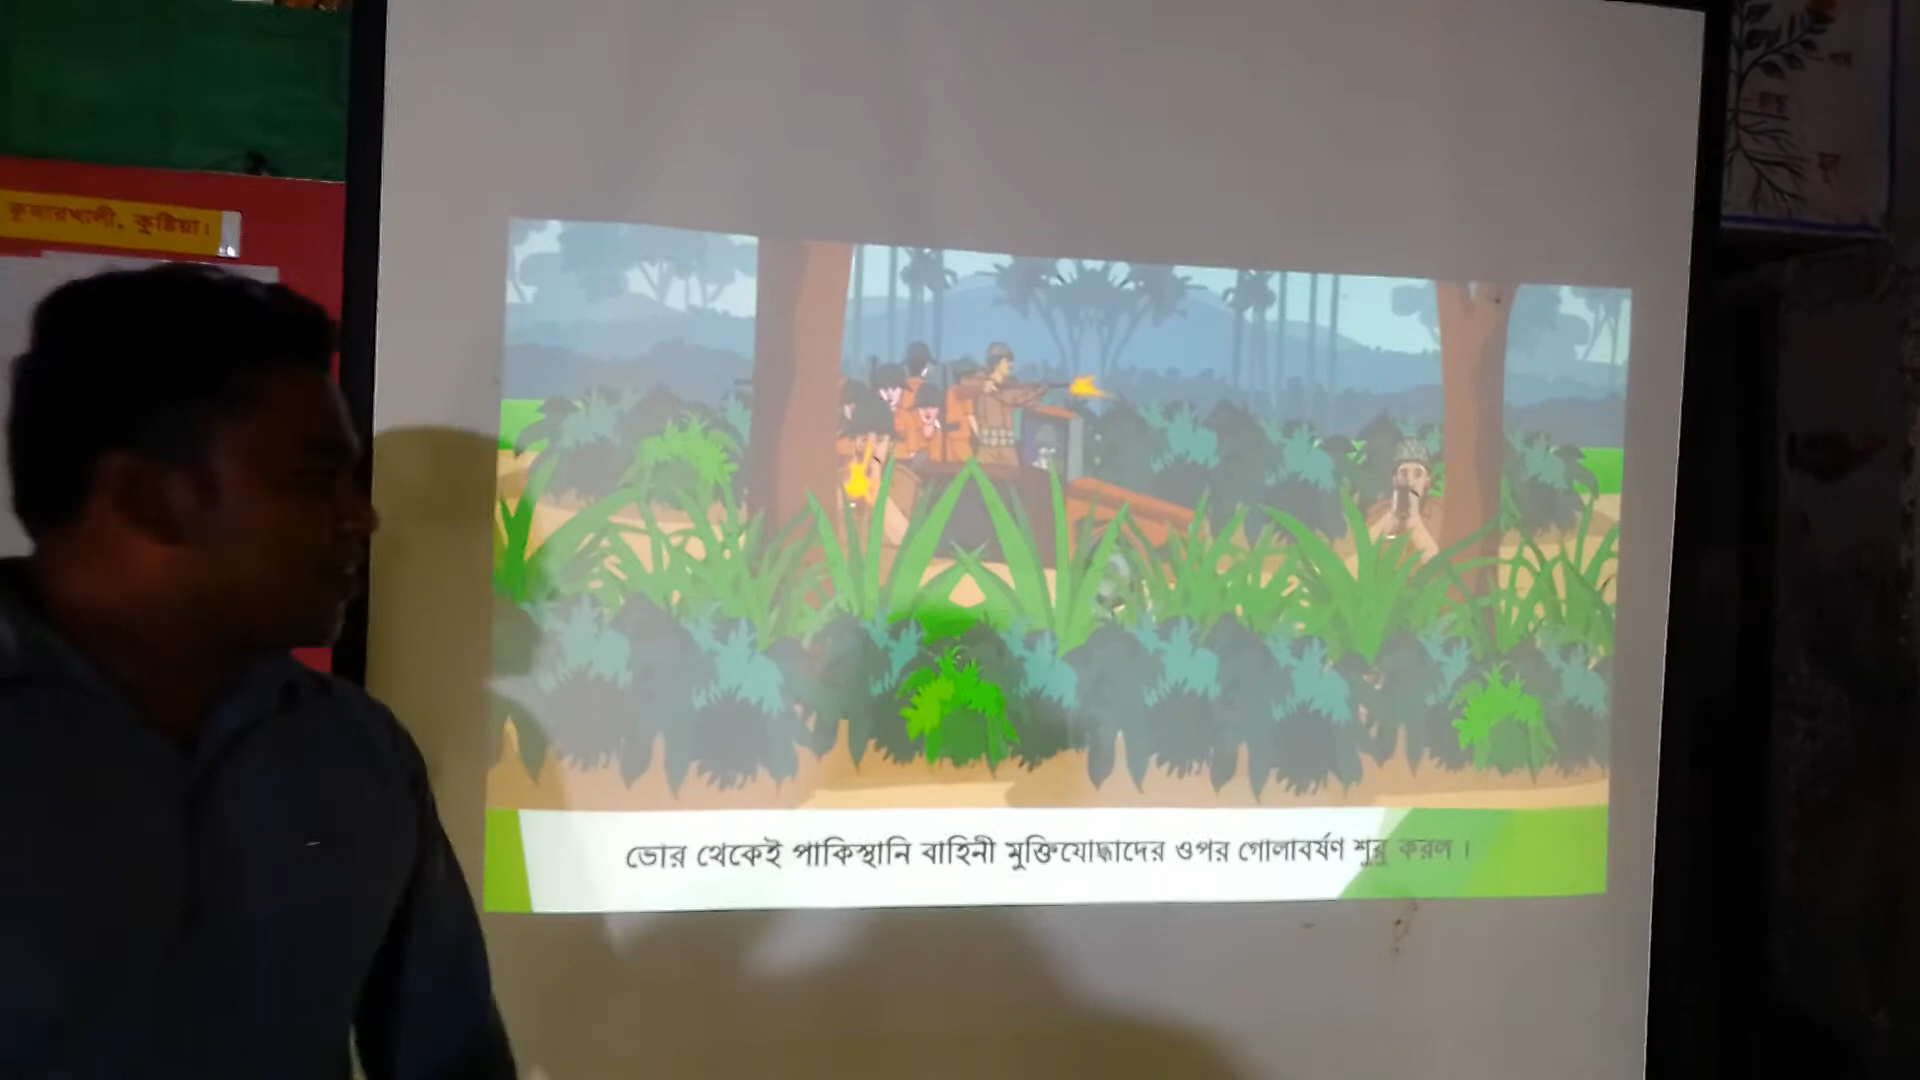 কুমারখালী, কুষ্টিয়া।
ভোর থেকেই পাকিস্থানি বাহিনী মুক্তিযোদ্ধাদের ওপর গোলাবর্ষণ শুরু করল।
মূল